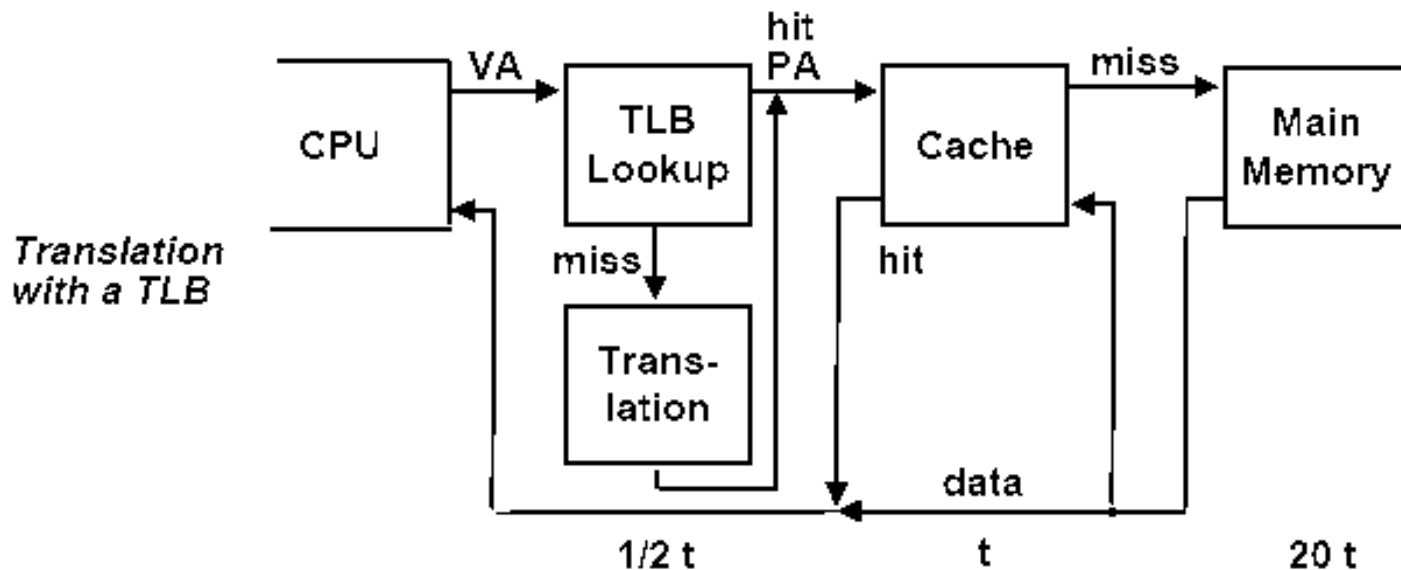 hit
VA
PA
miss
CPU
TLB
Lookup
Cache
Main
Memory
Translation
with a TLB
miss
hit
Trans-
lation
data
1/2 t
t
20 t